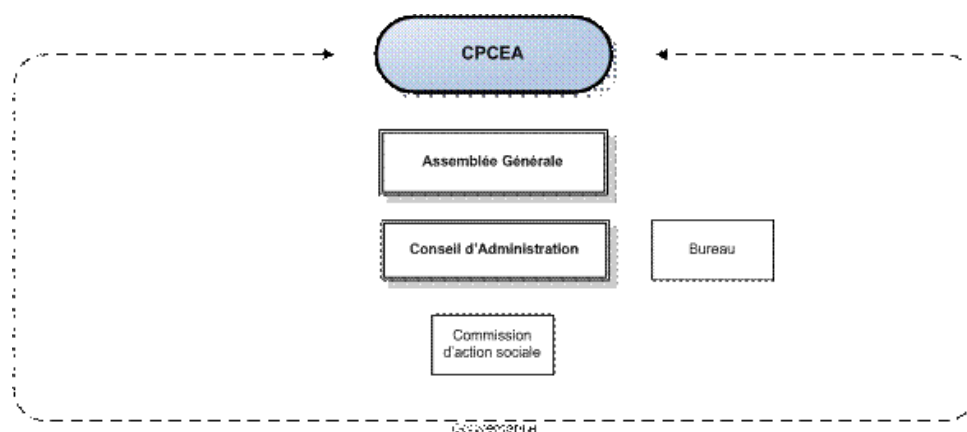 CPCEA
Assemblée Générale
Conseil d'Administration
Bureau
Commission
d'action sociale